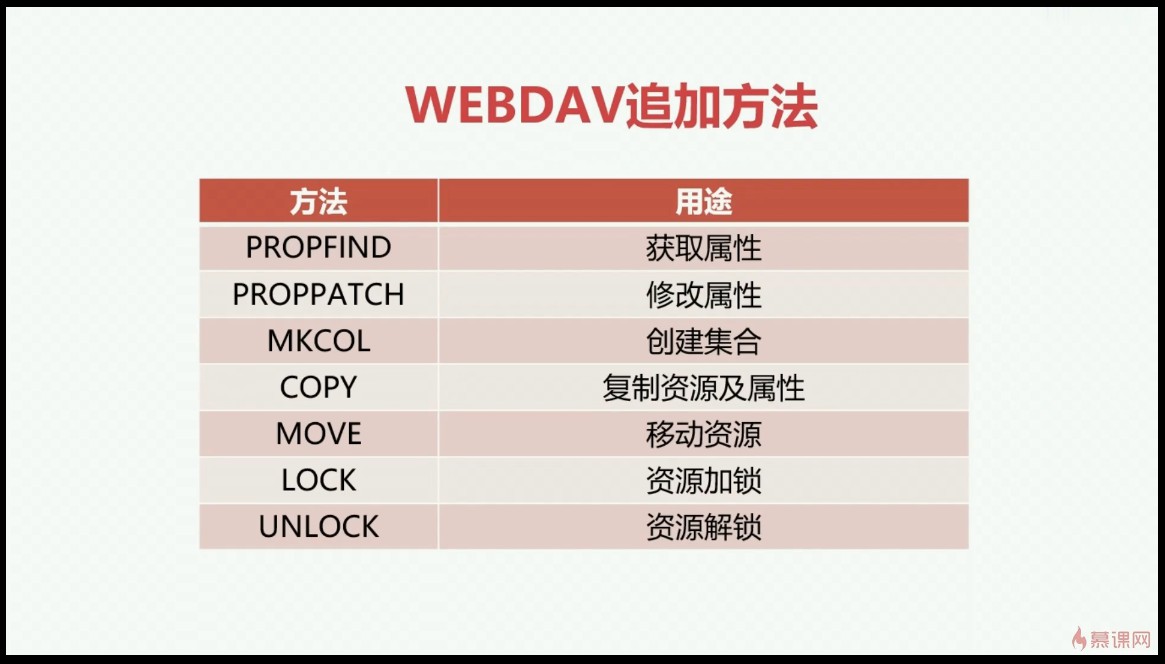 WEBDAV追加方法
方法 用途
PROPFIND 获取属性
PROPPATCH 修改属性
MKCOL 创建集合
COPY 复制资源及属性
MOVE 移动资源
LOCK 资源加锁
UNLOCK 资源解锁
慕课网